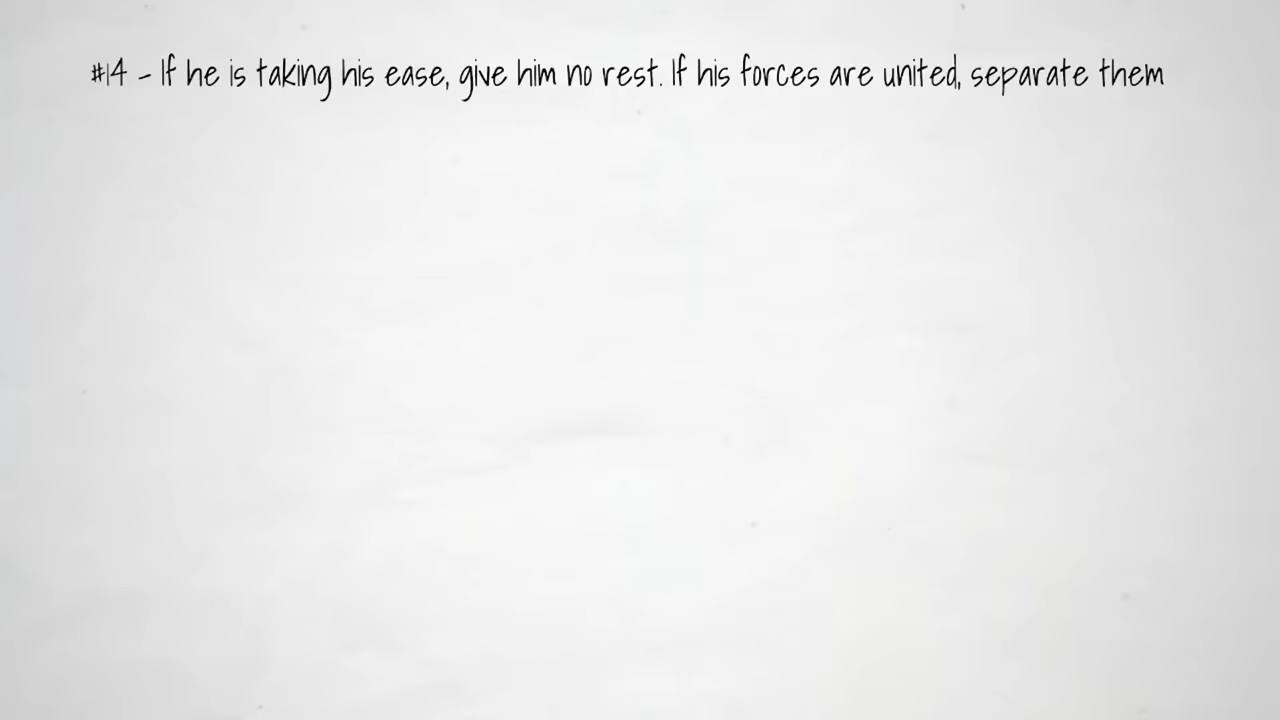 #14 - If he is taking his ease, give him no rest. If his forces are united, separate them